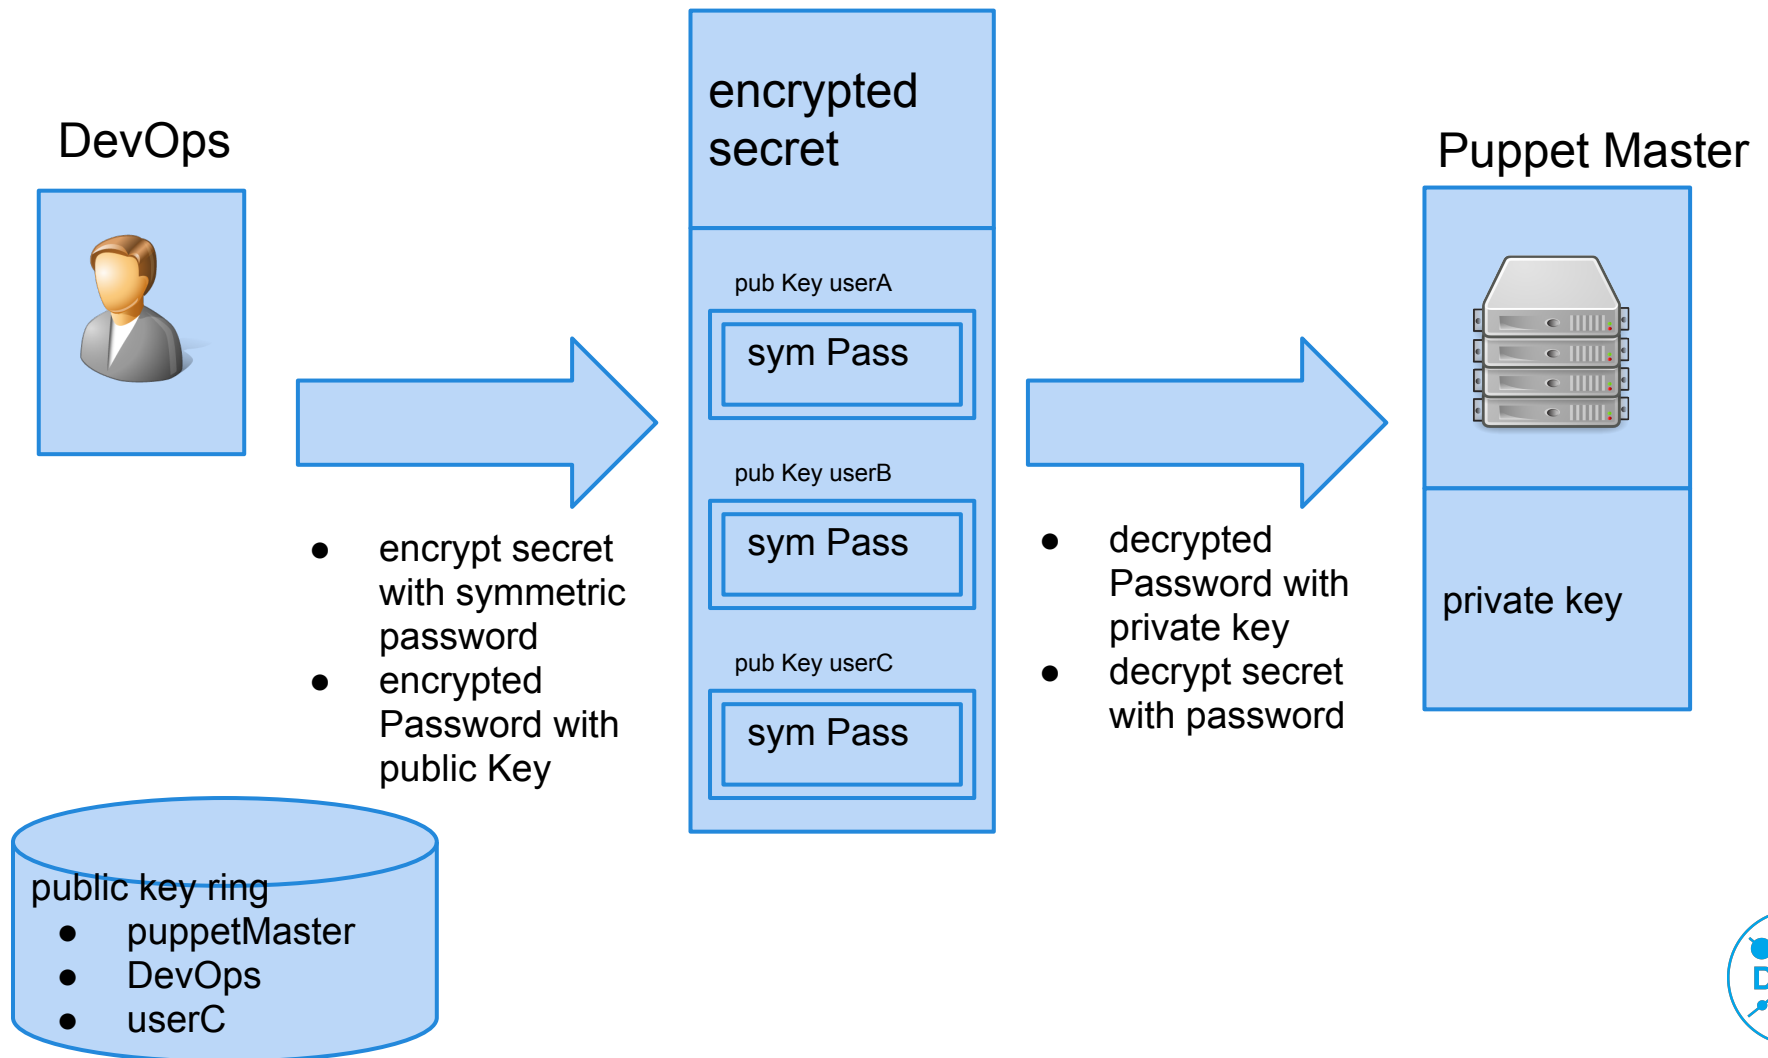 DevOps
● encrypt secret
with symmetric
password
● encrypted
Password with
public Key
public key ring
● puppetMaster
● DevOps
● userC
encrypted
secret
pub Key userA
sym Pass
pub Key userB
sym Pass
pub Key userC
sym Pass
● decrypted
Password with
private key
● decrypt secret
with password
Puppet Master
private key